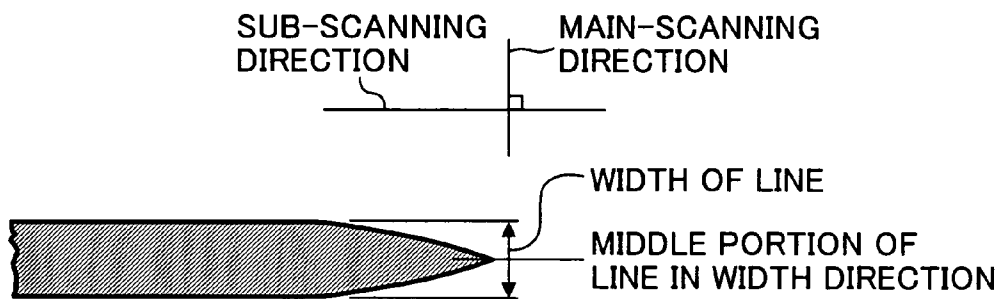 SUB-SCANNING
DIRECTION
MAIN-SCANNING
DIRECTION
WIDTH OF LINE
MIDDLE PORTION OF
LINE IN WIDTH DIRECTION